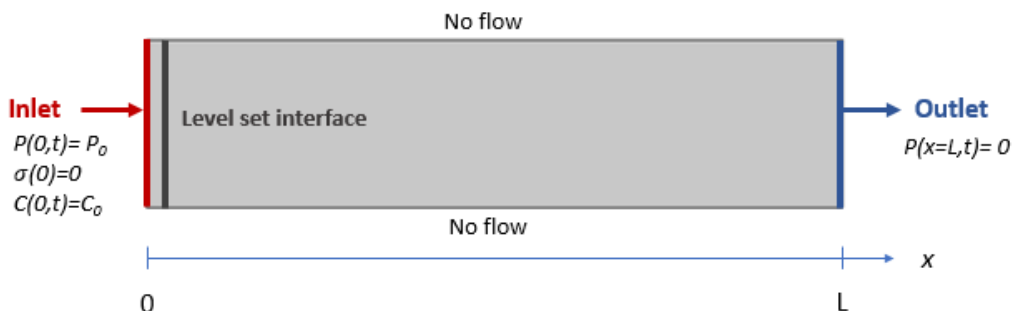 No flow
Inlet
P(0,t)= P₀
σ(0)=0
C(0,t)=C₀
Level set interface
Outlet
P(x=L,t)= 0
No flow
x
0
L